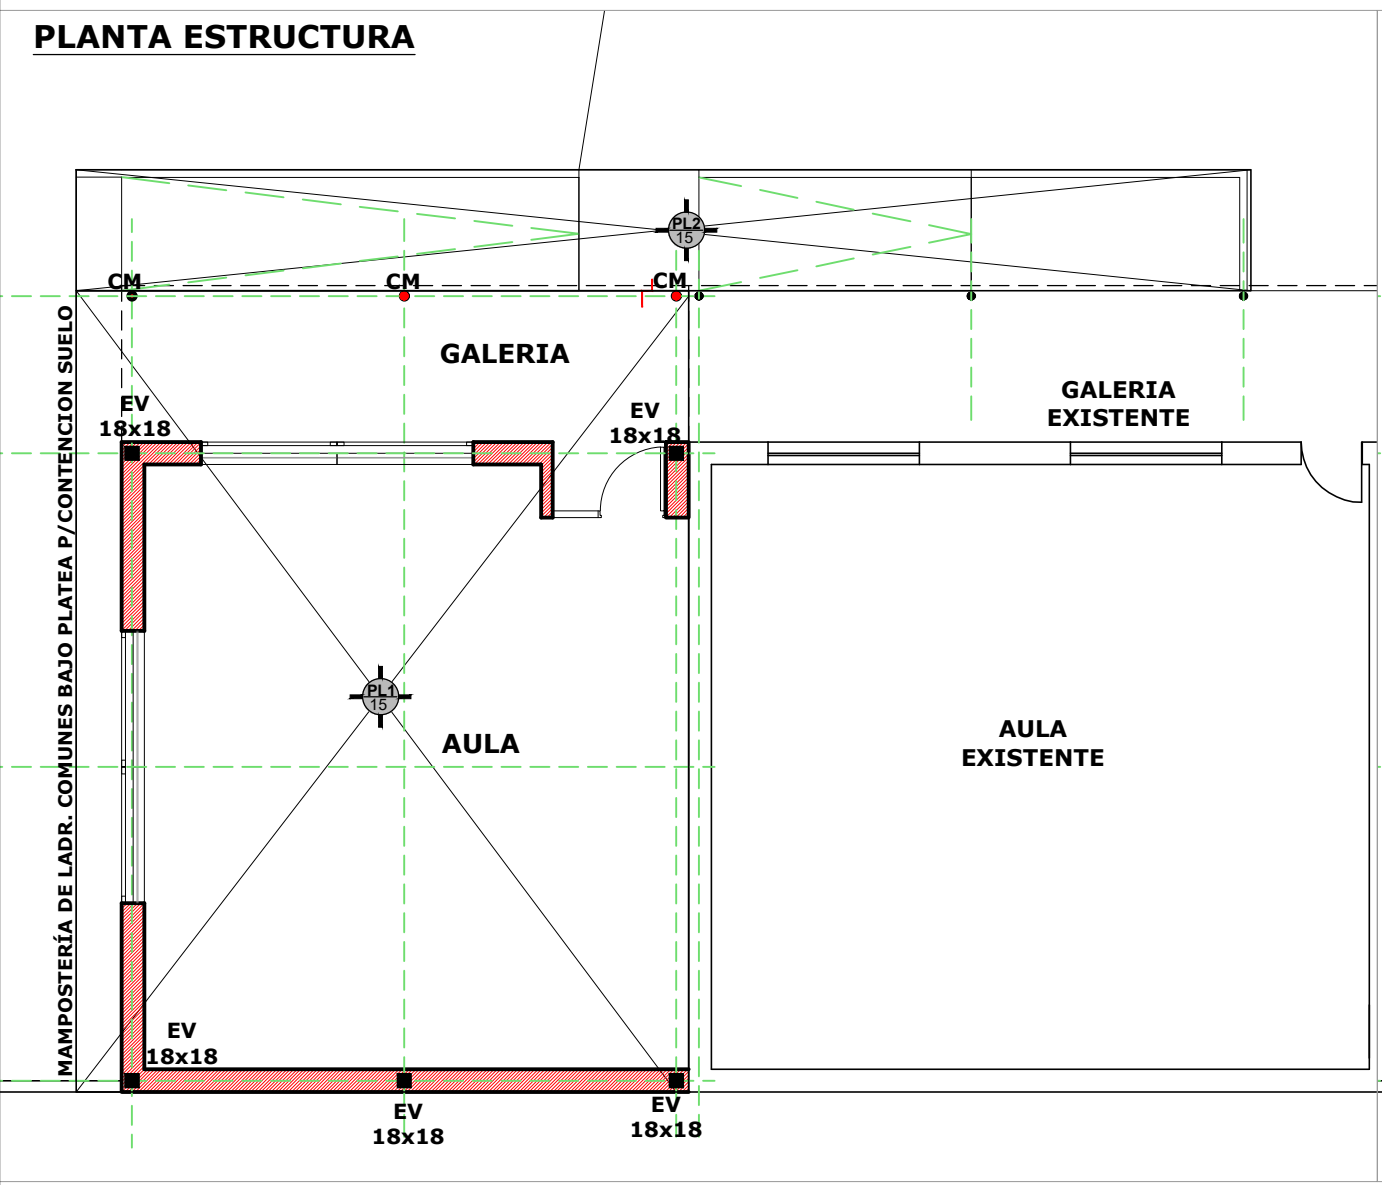 PLANTA ESTRUCTURA
PL2
15
CM
CM
CM
MAMPOSTERÍA DE LADR. COMUNES BAJO PLATEA P/CONTENCION SUELO
GALERIA
GALERIA
EXISTENTE
EV
18x18
EV
18x18
PL1
15
AULA
AULA
EXISTENTE
EV
18x18
EV
18x18
EV
18x18